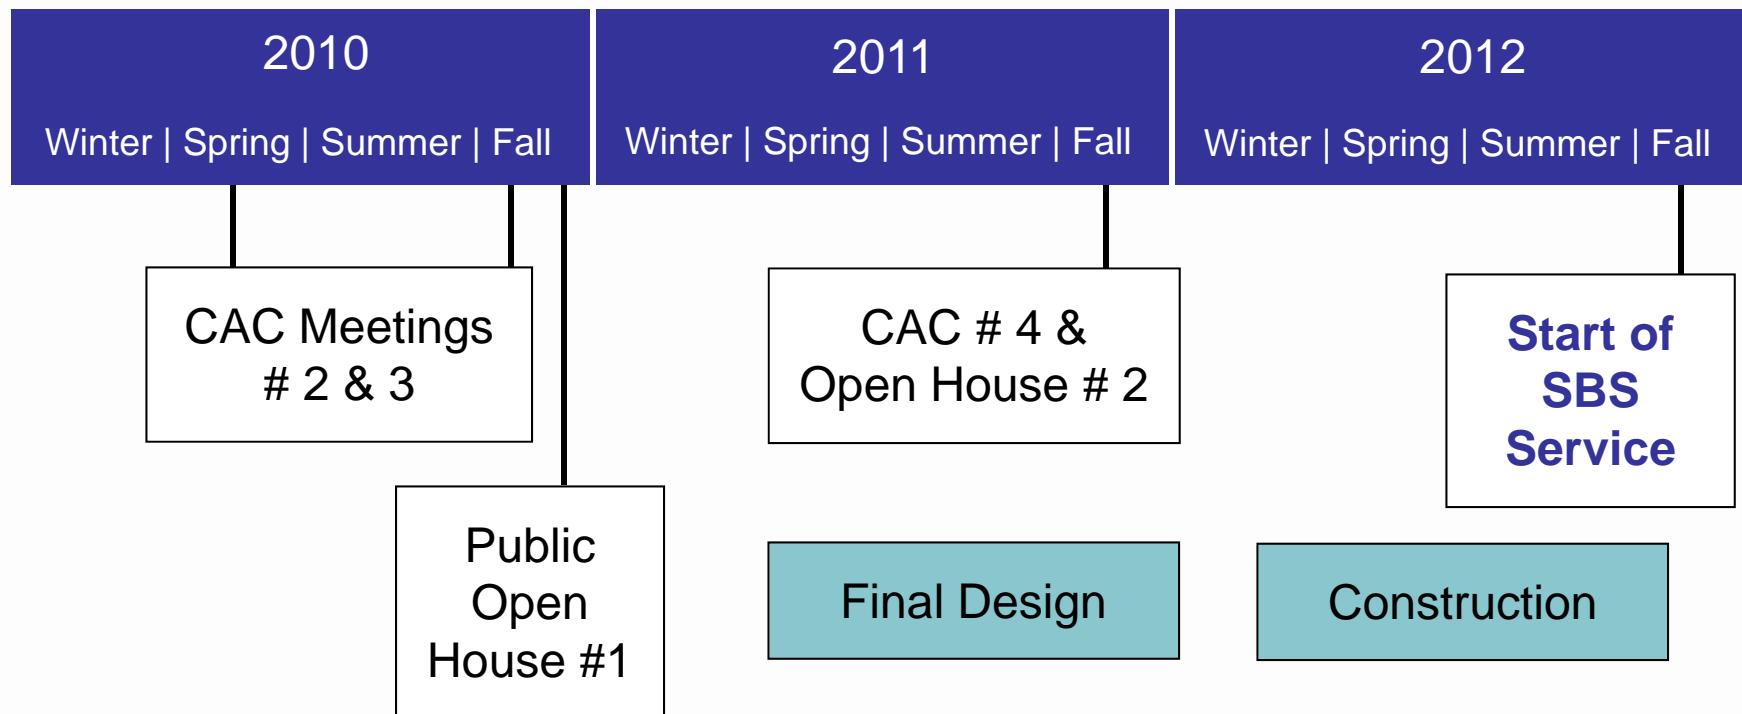 2010
Winter | Spring | Summer | Fall
2011
Winter | Spring | Summer | Fall
2012
Winter | Spring | Summer | Fall
CAC Meetings
# 2 & 3
CAC # 4 &
Open House # 2
Start of
SBS
Service
Public
Open
House #1
Final Design
Construction